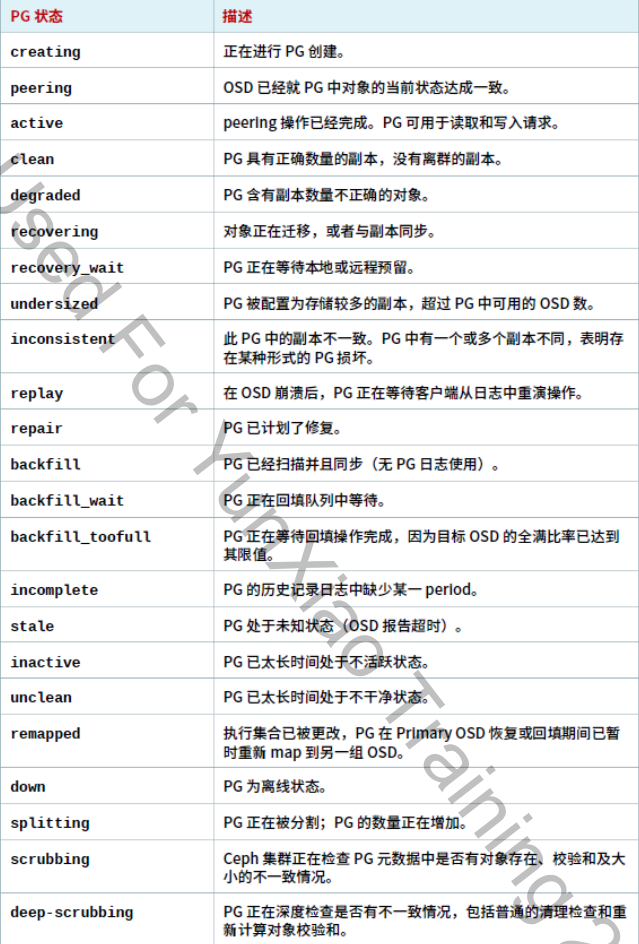 PG 状态 描述
creating 正在进行 PG 创建。
peering OSD 已经就 PG 中对象的当前状态达成一致。
active peering 操作已经完成。PG 可用于读取和写入请求。
clean PG 具有正确数量的副本，没有离群的副本。
degraded PG 含有副本数量不正确的对象。
recovering 对象正在迁移，或者与副本同步。
recovery_wait PG 正在等待本地或远程预留。
undersized PG 被配置为存储较多的副本，超过 PG 中可用的 OSD 数。
inconsistent 此 PG 中的副本不一致。PG 中有一个或多个副本不同，表明存
在某种形式的 PG 损坏。
replay 在 OSD 崩溃后，PG 正在等待客户端从日志中重演操作。
repair PG 已计划了修复。
backfill PG 已经扫描并且同步（无 PG 日志使用）。
backfill_wait PG 正在回填队列中等待。
backfill_toofull PG 正在等待回填操作完成，因为目标 OSD 的全满比率已达到
其限值。
incomplete PG 的历史记录日志中缺少某一 period。
stale PG 处于未知状态（OSD 报告超时）。
inactive PG 已太长时间处于不活跃状态。
unclean PG 已太长时间处于不干净状态。
remapped 执行集合已被更改，PG 在 Primary OSD 恢复或回填期间已暂
时重新 map 到另一组 OSD。
down PG 为离线状态。
splitting PG 正在被分割；PG 的数量正在增加。
scrubbing Ceph 集群正在检查 PG 元数据中是否有对象存在、校验和及大
小的不一致情况。
deep-scrubbing PG 正在深度检查是否有不一致情况，包括普通的清理检查和重
新计算对象校验和。
Used For YunXiao Training